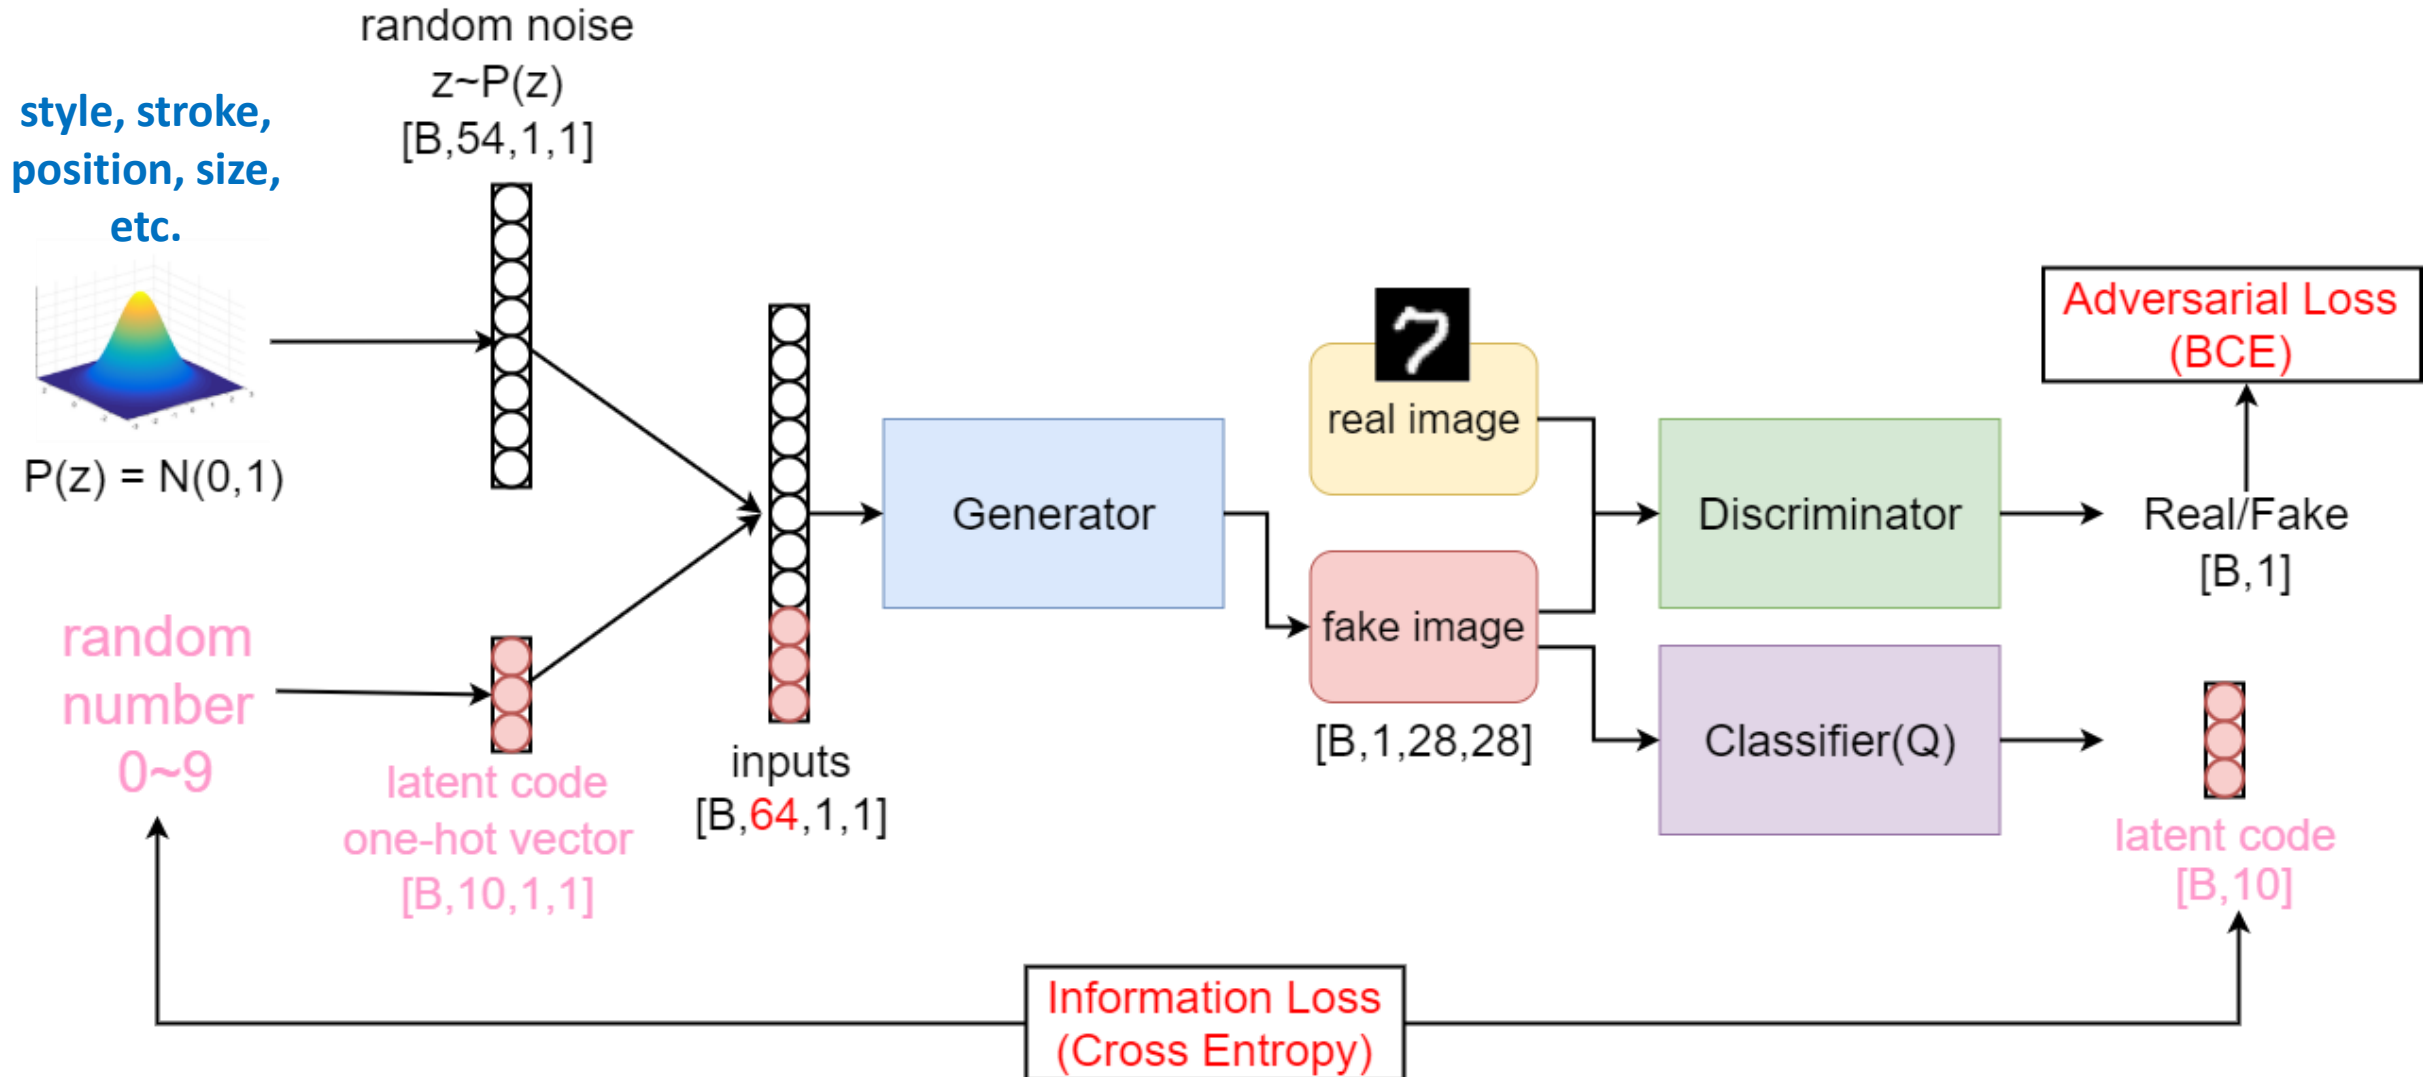 random noise
z~P(z)
[B,54,1,1]
style, stroke,
position, size,
etc.
P(z) = N(0,1)
random
number
0~9
latent code
one-hot vector
[B,10,1,1]
inputs
[B,64,1,1]
Generator
real image
fake image
[B,1,28,28]
Discriminator
Classifier(Q)
Adversarial Loss
(BCE)
Real/Fake
[B,1]
latent code
[B,10]
Information Loss
(Cross Entropy)